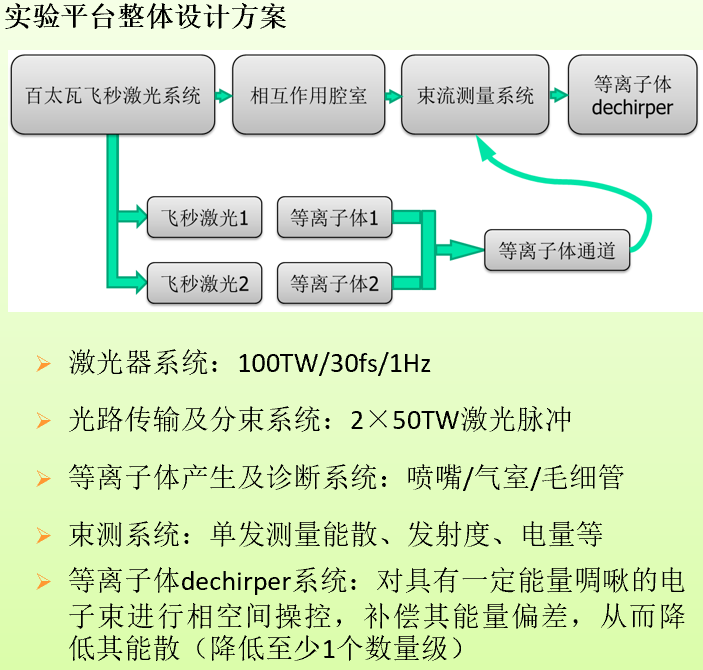 实验平台整体设计方案
百太瓦飞秒激光系统
相互作用腔室
束流测量系统
等离子体
dechirper
飞秒激光1
等离子体1
等离子体通道
飞秒激光2
等离子体2
激光器系统：100TW/30fs/1Hz
光路传输及分束系统：2×50TW激光脉冲
等离子体产生及诊断系统：喷嘴/气室/毛细管
束测系统：单发测量能散、发射度、电量等
等离子体dechirper系统：对具有一定能量啁啾的电
子束进行相空间操控，补偿其能量偏差，从而降
低其能散（降低至少1个数量级）